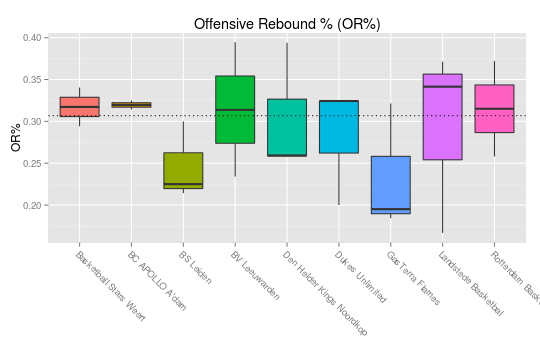 Offensive Rebound % (OR%)
OR%
0.40
0.35
0.30
0.25
0.20
Basketball Stars Weert
BC APOLLO A'dam
BS Leiden
BV Leeuwarden
Den Helder Kings Noordkop
Dukes Unlimited
GasTerra Flames
Landstede Basketbal
Rotterdam Bask